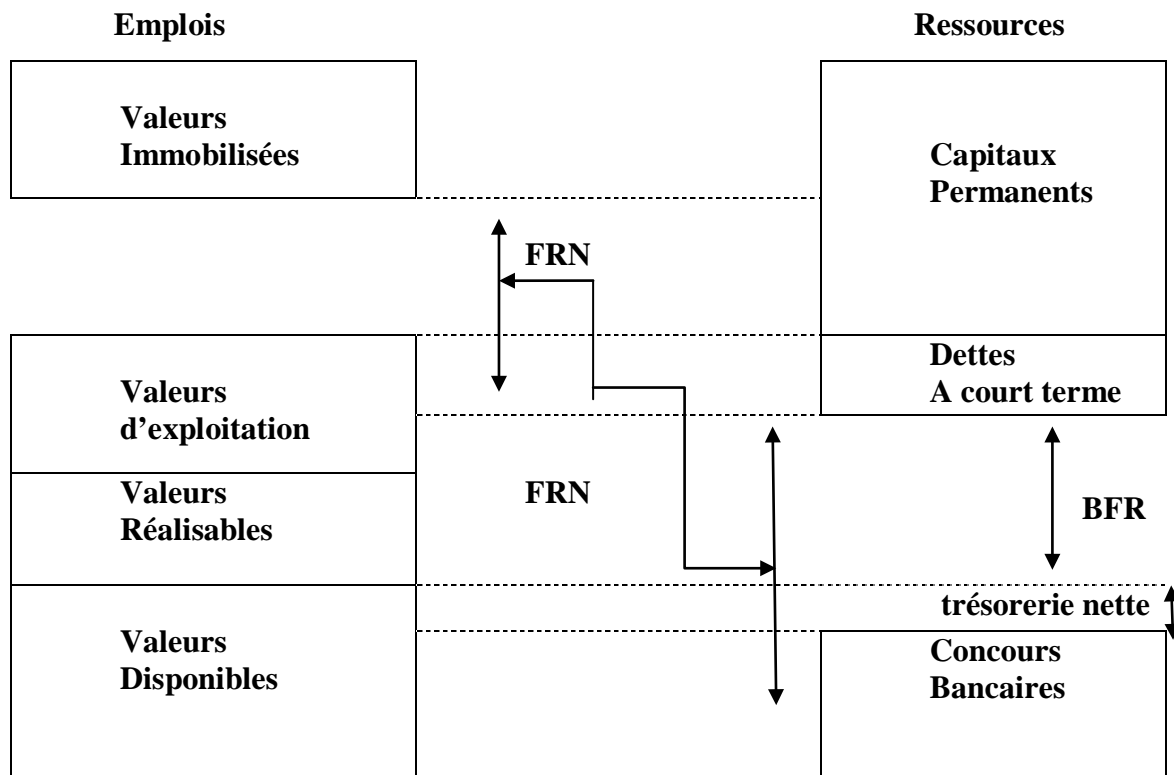 Emplois
Ressources
Valeurs
Immobilisées
Capitaux
Permanents
FRN
Dettes
A court terme
Valeurs
d’exploitation
Valeurs
Réalisables
FRN
BFR
trésorerie nette
Valeurs
Disponibles
Concours
Bancaires